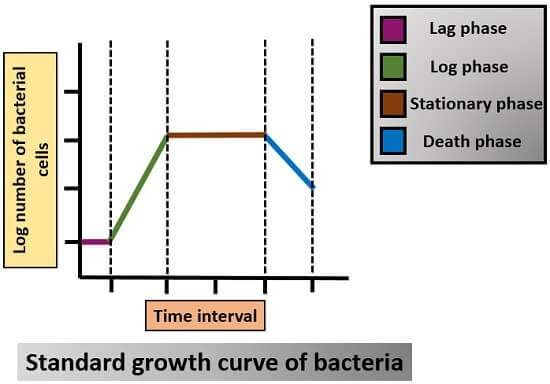 Lag phase
Log phase
Stationary phase
Death phase
Log number of bacterial
cells
Time interval
Standard growth curve of bacteria